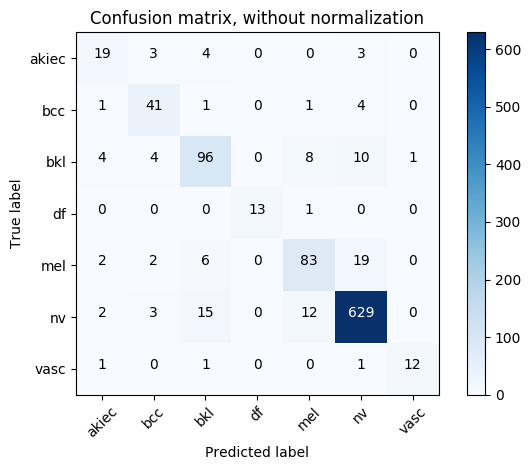 Confusion matrix, without normalization
akiec 19 3 4 0 0 3 0
bcc 1 41 1 0 1 4 0
bkl 4 4 96 0 8 10 1
df 0 0 0 13 1 0 0
mel 2 2 6 0 83 19 0
nv 2 3 15 0 12 629 0
vasc 1 0 1 0 0 1 12
akiec bcc bkl df mel nv vasc
True label
Predicted label
600
500
400
300
200
100
0